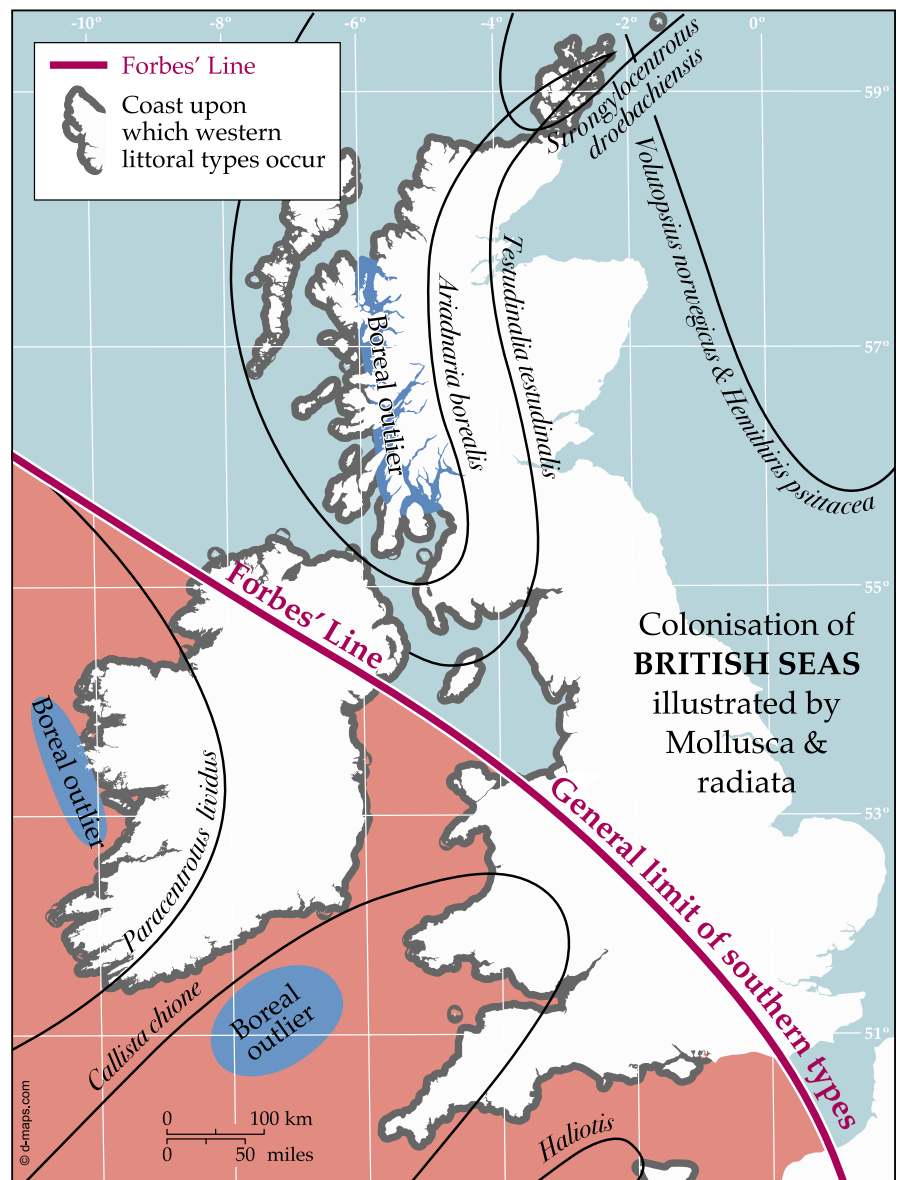 -10°
-6°
-4°
-2°
0°
Forbes’ Line
Coast upon
which western
littoral types occur
59°
57°
55°
53°
51°
Strongylocentrotus
droebachiensis
Volutopsius norvegicus & Hemithiris psittacea
Testudinalia testudinalis
Ariadnaria borealis
Boreal outlier
Forbes’ Line
General limit of southern types
Colonisation of
BRITISH SEAS
illustrated by
Mollusca &
radiata
Boreal outlier
Paracentrotus lividus
Callista chione
Boreal
outlier
Haliotis
0 100 km
0 50 miles
© d-maps.com